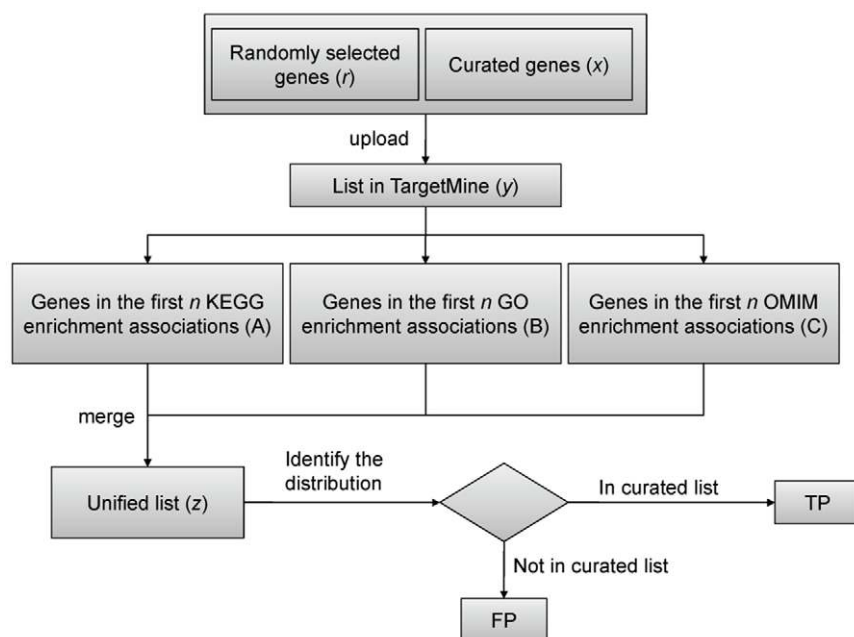 Randomly selected
genes (r)
Curated genes (x)
upload
List in TargetMine (y)
Genes in the first n KEGG
enrichment associations (A)
Genes in the first n GO
enrichment associations (B)
Genes in the first n OMIM
enrichment associations (C)
merge
Unified list (z)
Identify the
distribution
In curated list
TP
Not in curated list
FP